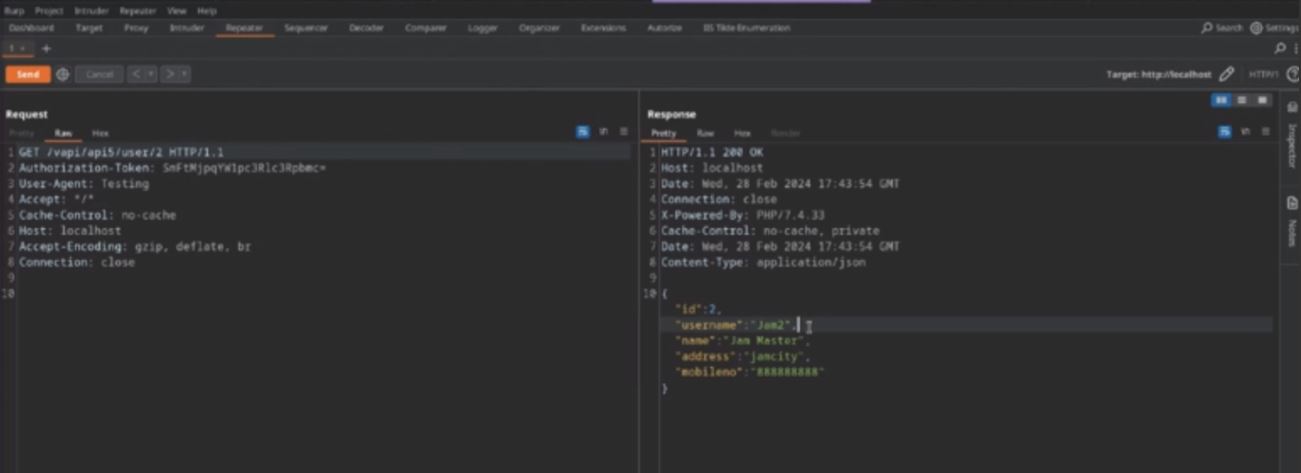 Burp Project Intruder Repeater View Help
Dashboard Target Proxy Intruder Repeater Sequencer Decoder Comparer Logger Organizer Extensions Autorize IIS Tilde Enumeration Search Settings
1 × +
Send Cancel < > Target: http://localhost HTTP/1
Request
Pretty Raw Hex
1 GET /vapi/api5/user/2 HTTP/1.1
2 Authorization-Token:
3 User-Agent: Testing
4 Accept: */*
5 Cache-Control: no-cache
6 Host: localhost
7 Accept-Encoding: gzip, deflate, br
8 Connection: close
9
10
Response
Pretty Raw Hex Render
1 HTTP/1.1 200 OK
2 Host: localhost
3 Date: Wed, 28 Feb 2024 17:43:54 GMT
4 Connection: close
5 X-Powered-By: PHP/7.4.33
6 Cache-Control: no-cache, private
7 Date: Wed, 28 Feb 2024 17:43:54 GMT
8 Content-Type: application/json
9
10 {
"id":2,
"username":"Jam2",
"name":"Jam Master",
"address":"jamcity",
"mobileno":"888888888"
}
Inspector
Notes